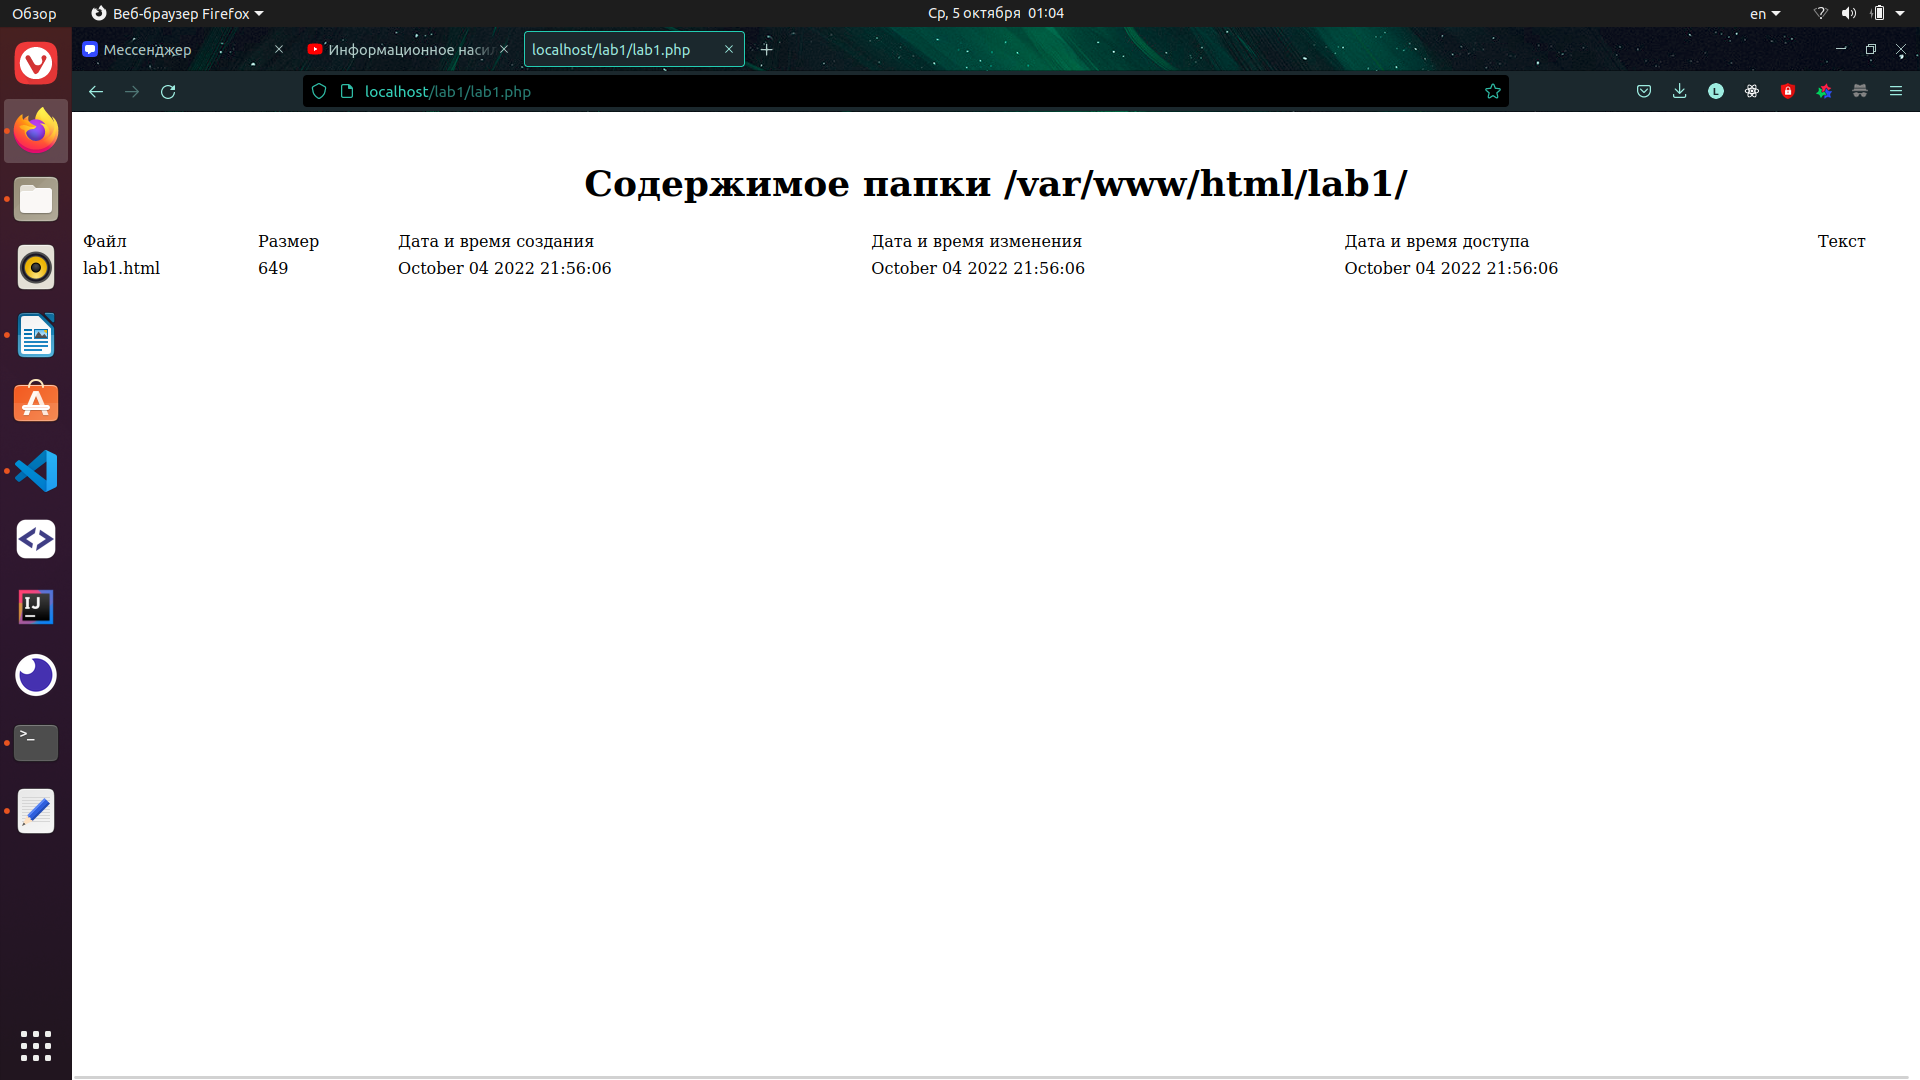 Обзор Веб-браузер Firefox Ср, 5 октября 01:04 en
Мессенджер Информационное наси localhost/lab1/lab1.php
localhost/lab1/lab1.php L
Содержимое папки /var/www/html/lab1/
Файл Размер Дата и время создания Дата и время изменения Дата и время доступа Текст
lab1.html 649 October 04 2022 21:56:06 October 04 2022 21:56:06 October 04 2022 21:56:06
IJ
>_